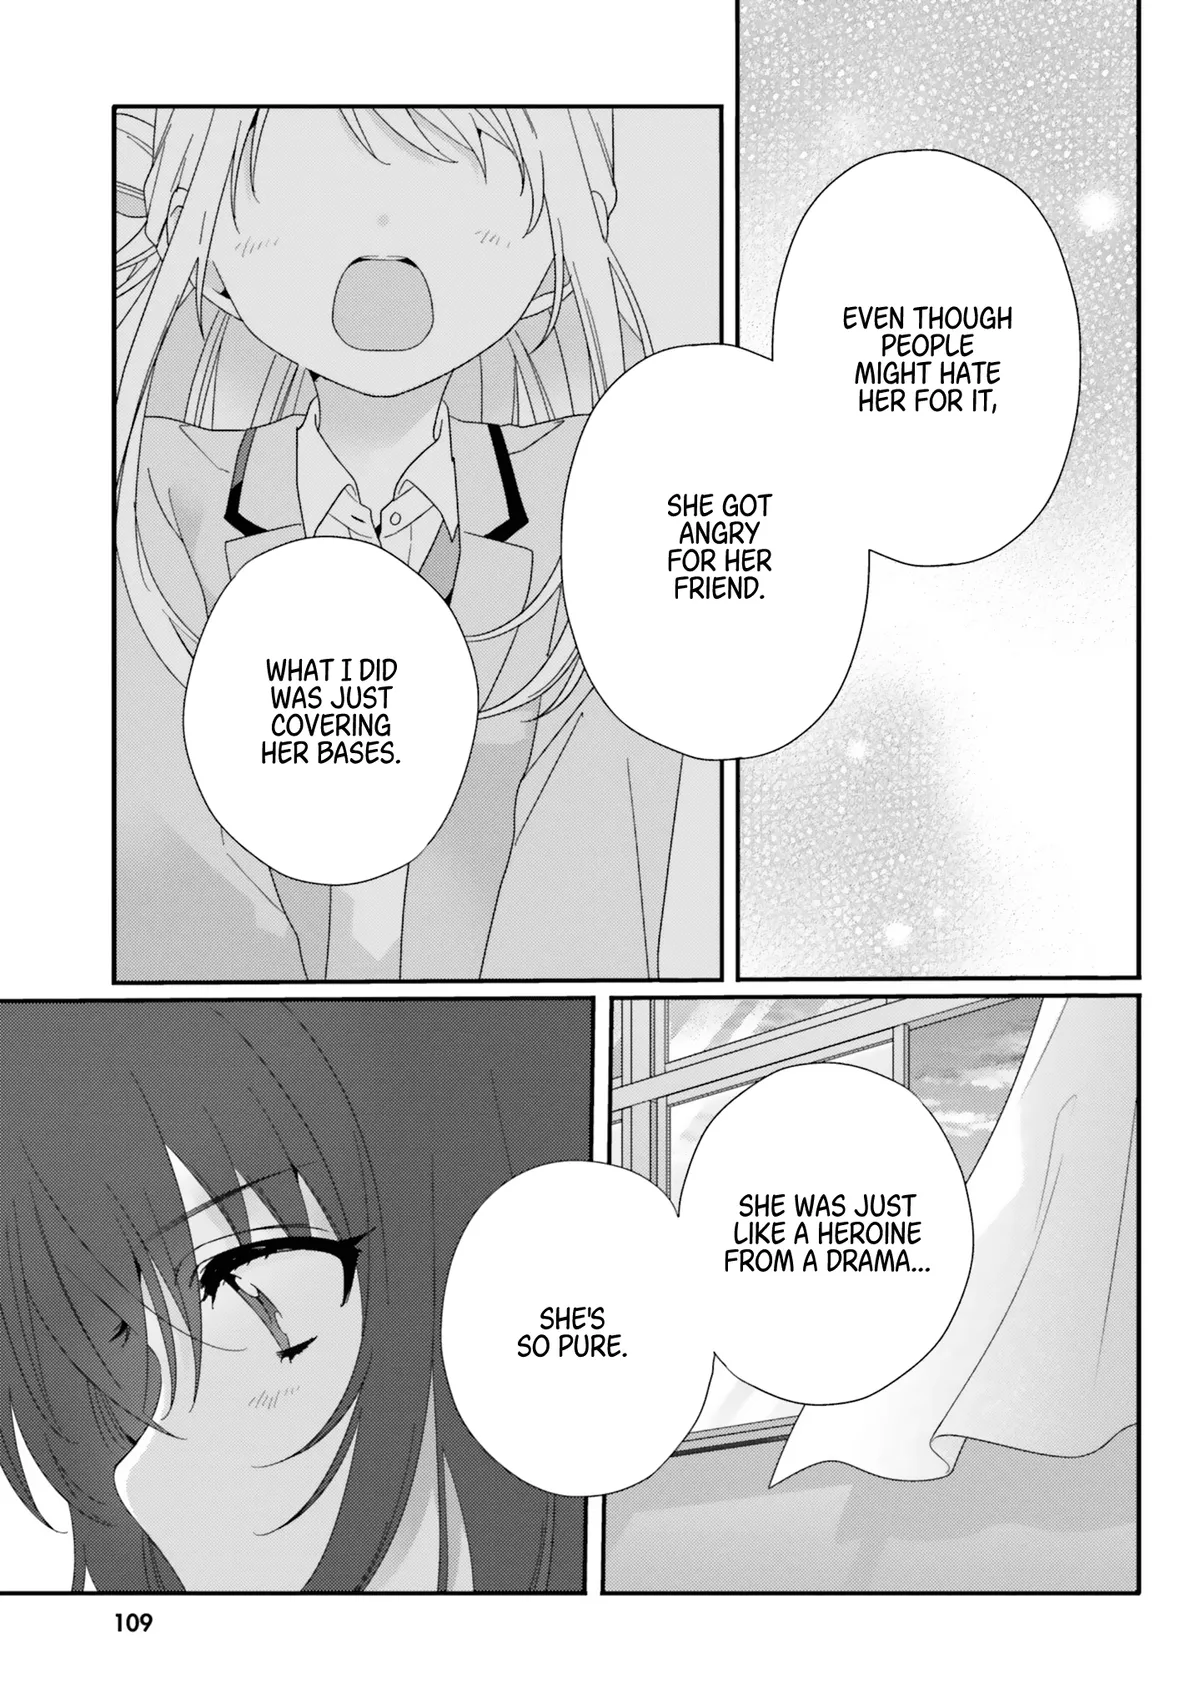 EVEN THOUGH
PEOPLE
MIGHT HATE
HER FOR IT,
SHE GOT
ANGRY
FOR HER
FRIEND.
WHAT I DID
WAS JUST
COVERING
HER BASES.
SHE WAS JUST
LIKE A HEROINE
FROM A DRAMA...
SHE'S
SO PURE.
109